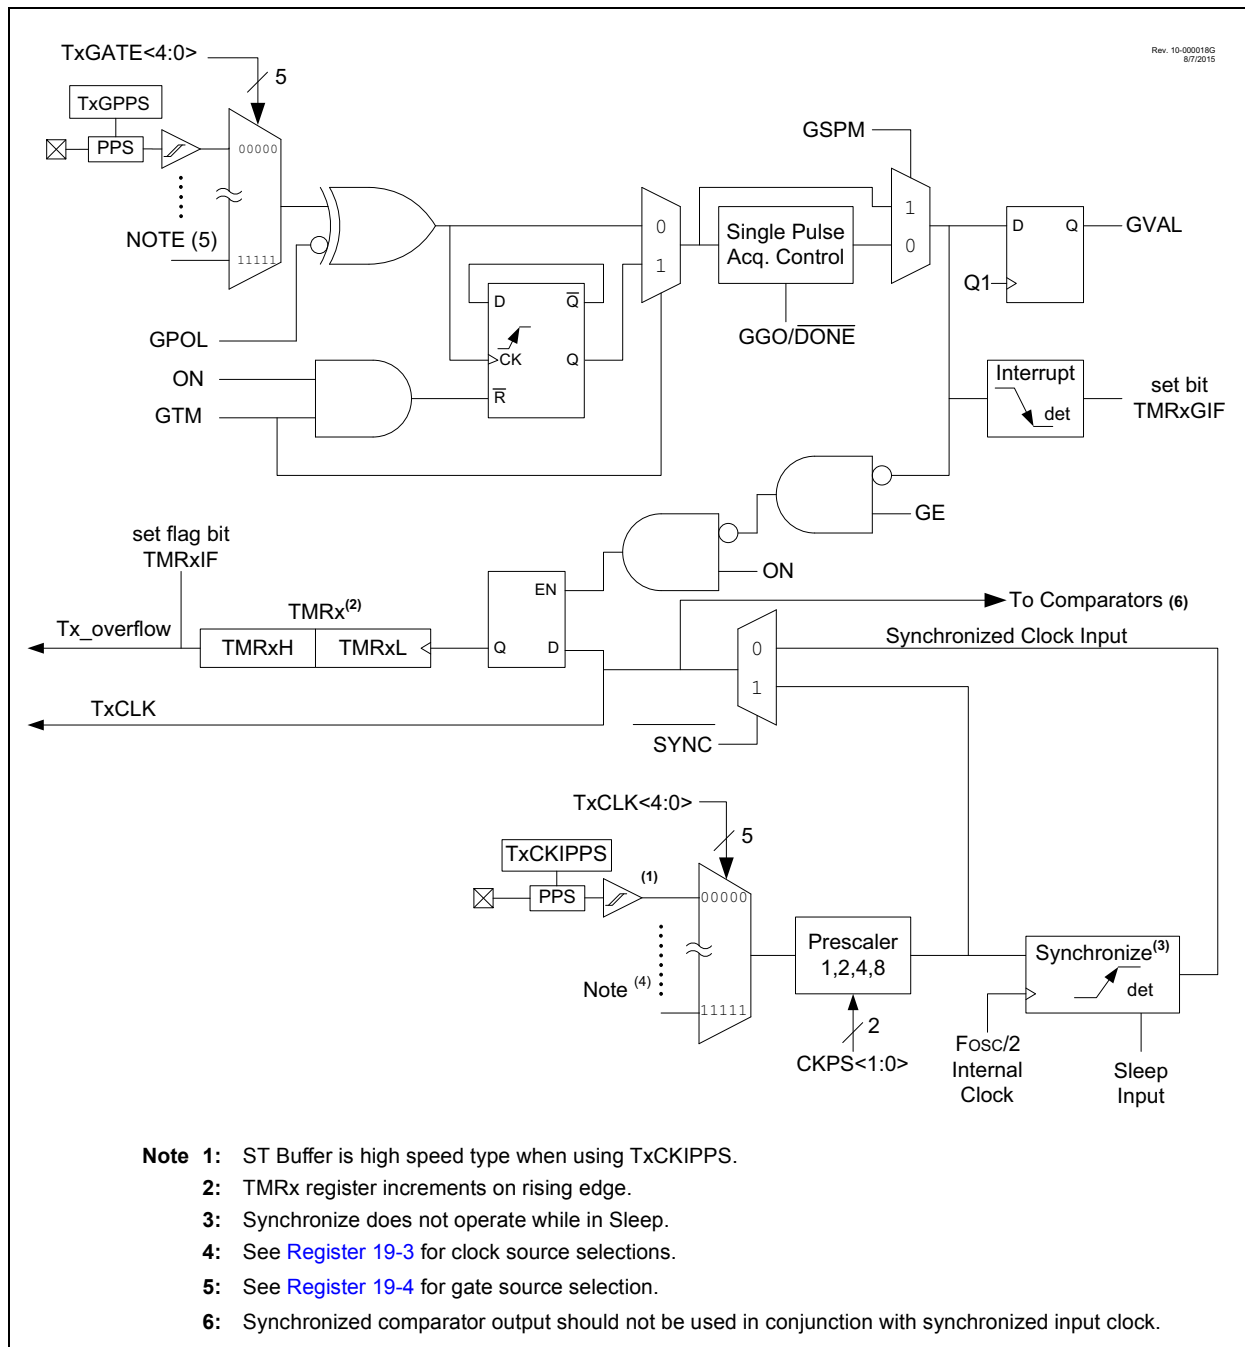 Rev. 10-000018G
8/7/2015
TxGATE<4:0>
5
TxGPPS
PPS
00000
NOTE (5)
11111
GPOL
ON
GTM
D
Q
CK
Q
R
0
1
Single Pulse
Acq. Control
GGO/DONE
GSPM
1
0
D
Q
Q1
GVAL
Interrupt
det
set bit
TMRxGIF
GE
ON
set flag bit
TMRxIF
TMRx(2)
Tx_overflow
TMRxH
TMRxL
EN
Q
D
TxCLK
To Comparators (6)
Synchronized Clock Input
0
1
SYNC
TxCLK<4:0>
5
TxCKIPPS
PPS
(1)
00000
Note (4)
11111
Prescaler
1,2,4,8
2
CKPS<1:0>
Synchronize(3)
det
FOSC/2
Internal
Clock
Sleep
Input
Note 1: ST Buffer is high speed type when using TxCKIPPS.
2: TMRx register increments on rising edge.
3: Synchronize does not operate while in Sleep.
4: See Register 19-3 for clock source selections.
5: See Register 19-4 for gate source selection.
6: Synchronized comparator output should not be used in conjunction with synchronized input clock.